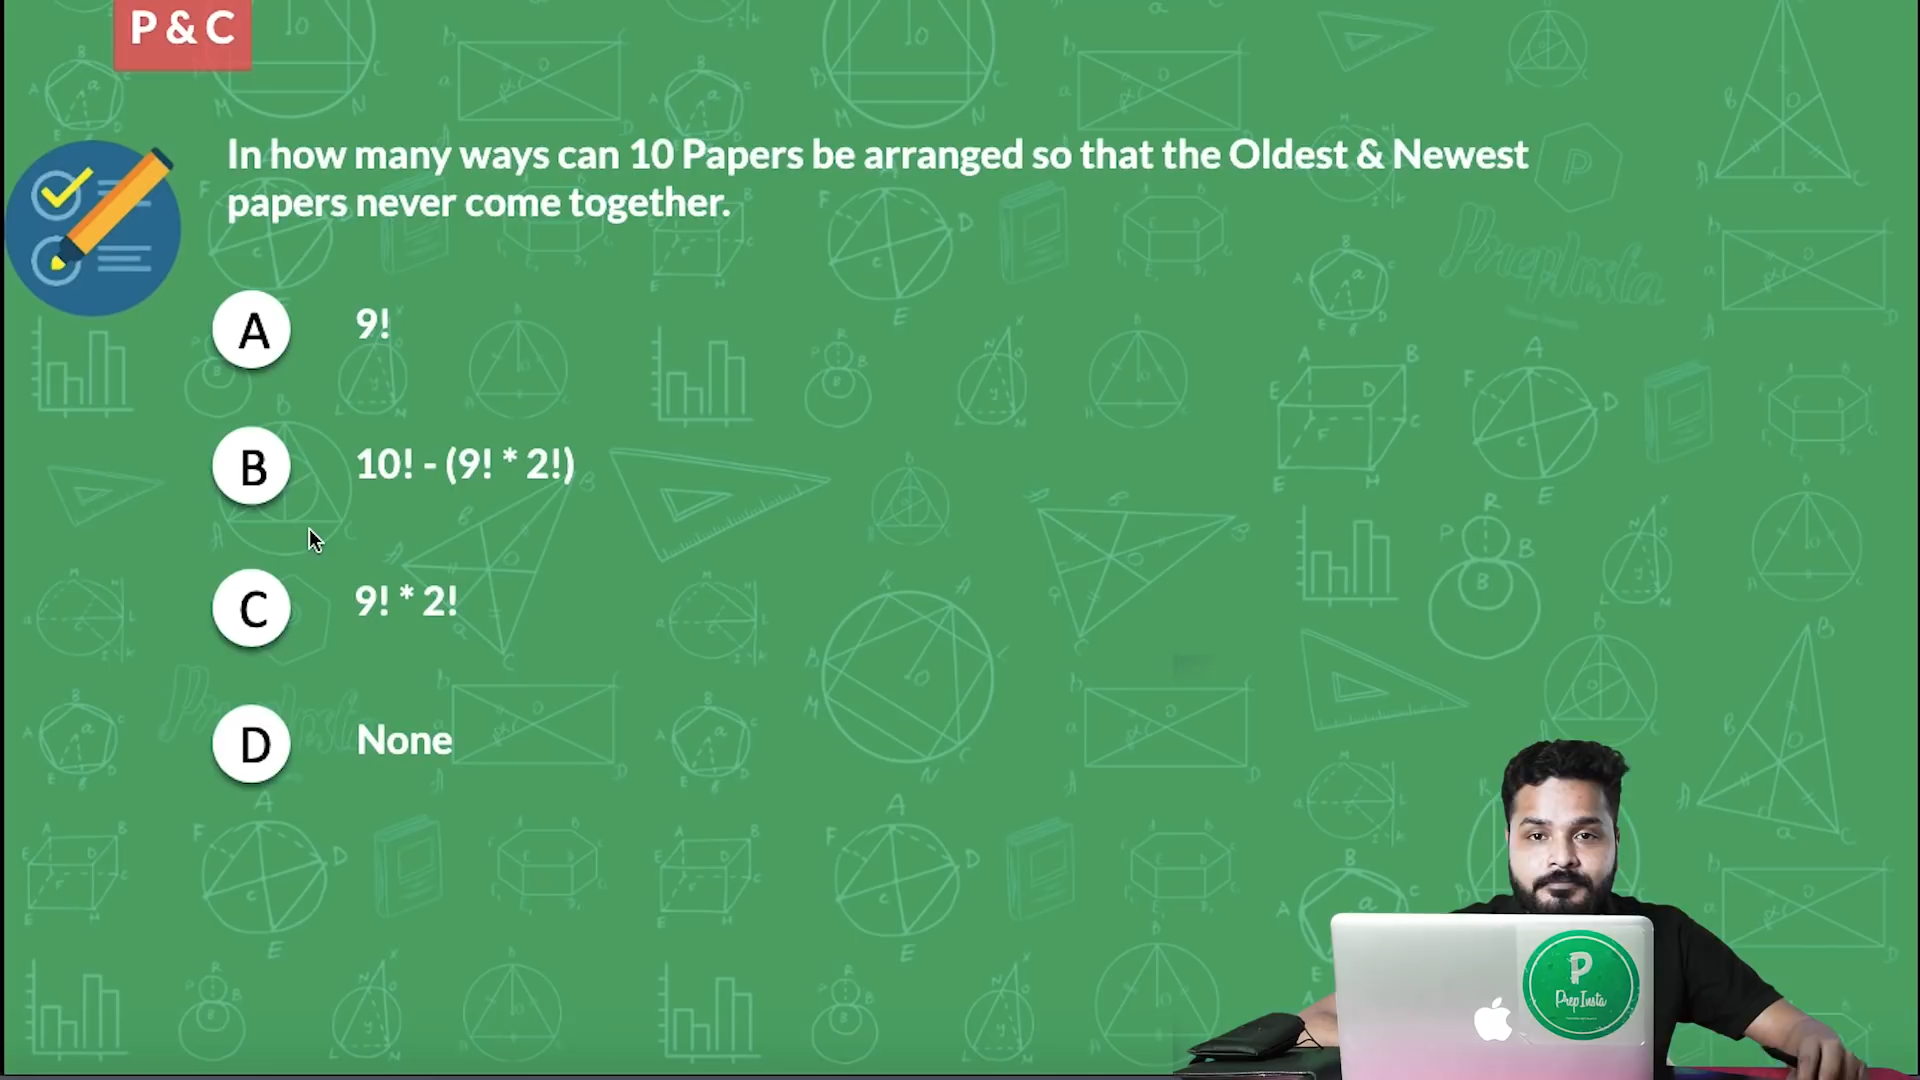 P & C
In how many ways can 10 Papers be arranged so that the Oldest & Newest
papers never come together.
A 9!
B 10! - (9! * 2!)
C 9! * 2!
D None
P
PrepInsta